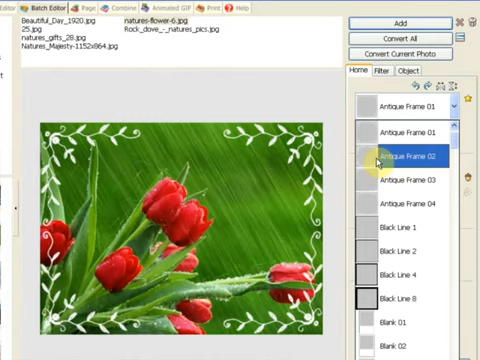 Editor Batch Editor Page Combine Animated GIF Print Help
Beautiful_Day_1920.jpg natures-flower-6.jpg
25.jpg Rock_dove_-_natures_pics.jpg
natures_gifts_28.jpg
Natures_Majesty-1152x864.jpg
Add
Convert All
Convert Current Photo
Home Filter Object
Antique Frame 01
Antique Frame 01
Antique Frame 02
Antique Frame 03
Antique Frame 04
Black Line 1
Black Line 2
Black Line 4
Black Line 8
Blank 01
Blank 02